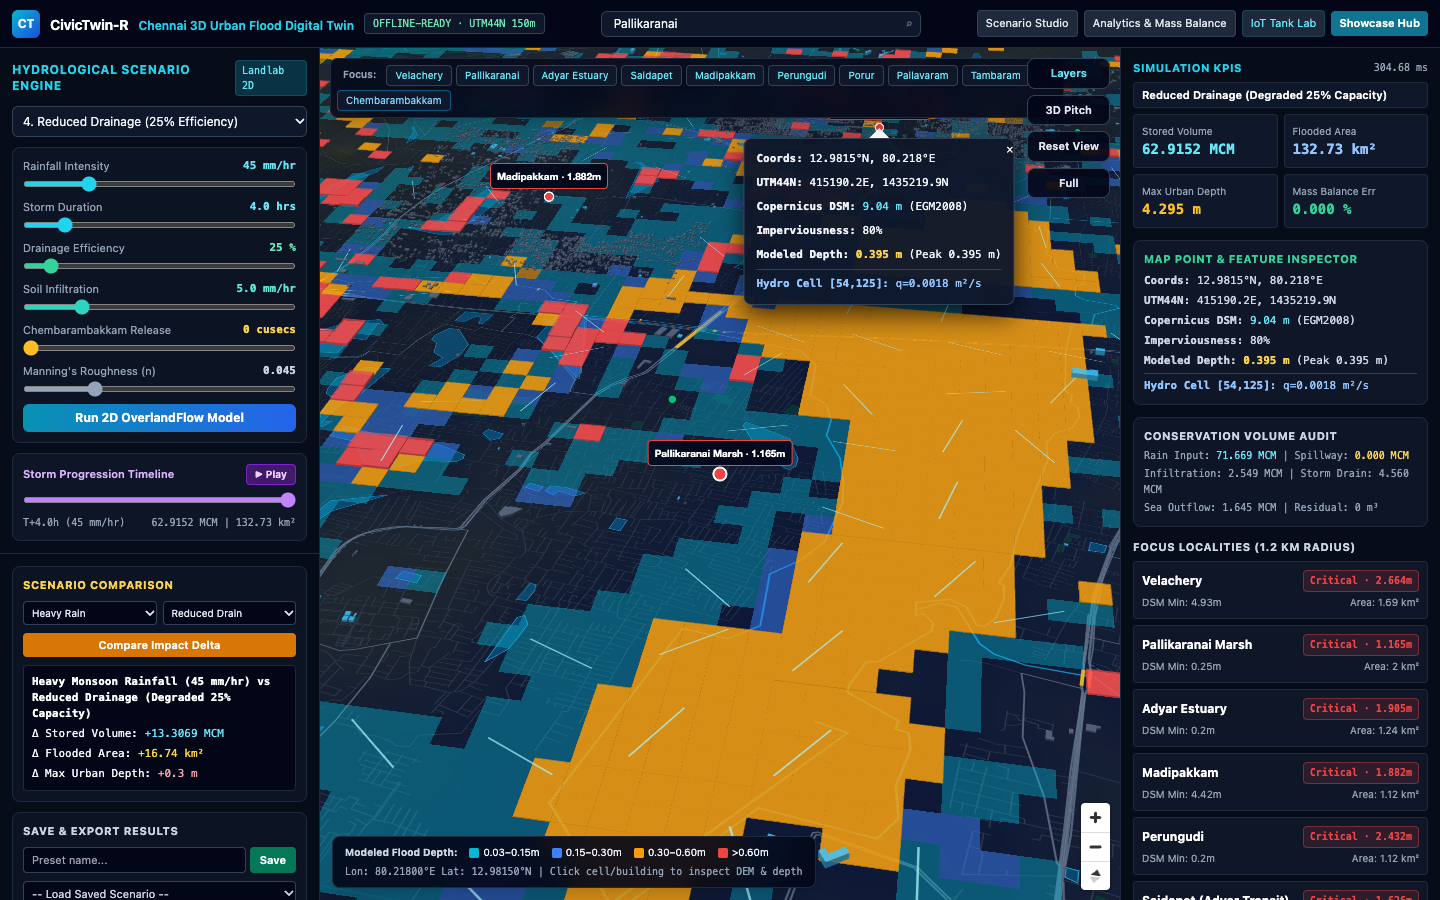 CT CivicTwin-R Chennai 3D Urban Flood Digital Twin OFFLINE-READY · UTM44N 150m
Pallikaranai
Scenario Studio Analytics & Mass Balance IoT Tank Lab Showcase Hub
HYDROLOGICAL SCENARIO ENGINE
Landlab 2D
4. Reduced Drainage (25% Efficiency)
Rainfall Intensity 45 mm/hr
Storm Duration 4.0 hrs
Drainage Efficiency 25 %
Soil Infiltration 5.0 mm/hr
Chembarambakkam Release 0 cusecs
Manning's Roughness (n) 0.045
Run 2D OverlandFlow Model
Storm Progression Timeline ▶ Play
T+4.0h (45 mm/hr) 62.9152 MCM | 132.73 km²
SCENARIO COMPARISON
Heavy Rain Reduced Drain
Compare Impact Delta
Heavy Monsoon Rainfall (45 mm/hr) vs
Reduced Drainage (Degraded 25%
Capacity)
Δ Stored Volume: +13.3069 MCM
Δ Flooded Area: +16.74 km²
Δ Max Urban Depth: +0.3 m
SAVE & EXPORT RESULTS
Preset name... Save
-- Load Saved Scenario --
Focus: Velachery Pallikaranai Adyar Estuary Saidapet Madipakkam Perungudi Porur Pallavaram Tambaram
Chembarambakkam
Layers
3D Pitch
Reset View
Full
Madipakkam · 1.882m
Pallikaranai Marsh · 1.165m
×
Coords: 12.9815°N, 80.218°E
UTM44N: 415190.2E, 1435219.9N
Copernicus DSM: 9.04 m (EGM2008)
Imperviousness: 80%
Modeled Depth: 0.395 m (Peak 0.395 m)
Hydro Cell [54,125]: q=0.0018 m²/s
Modeled Flood Depth: 0.03–0.15m 0.15–0.30m 0.30–0.60m >0.60m
Lon: 80.21800°E Lat: 12.98150°N | Click cell/building to inspect DEM & depth
+
−
SIMULATION KPIS 304.68 ms
Reduced Drainage (Degraded 25% Capacity)
Stored Volume
62.9152 MCM
Flooded Area
132.73 km²
Max Urban Depth
4.295 m
Mass Balance Err
0.000 %
MAP POINT & FEATURE INSPECTOR
Coords: 12.9815°N, 80.218°E
UTM44N: 415190.2E, 1435219.9N
Copernicus DSM: 9.04 m (EGM2008)
Imperviousness: 80%
Modeled Depth: 0.395 m (Peak 0.395 m)
Hydro Cell [54,125]: q=0.0018 m²/s
CONSERVATION VOLUME AUDIT
Rain Input: 71.669 MCM | Spillway: 0.000 MCM
Infiltration: 2.549 MCM | Storm Drain: 4.560
MCM
Sea Outflow: 1.645 MCM | Residual: 0 m³
FOCUS LOCALITIES (1.2 KM RADIUS)
Velachery Critical · 2.664m
DSM Min: 4.93m Area: 1.69 km²
Pallikaranai Marsh Critical · 1.165m
DSM Min: 0.25m Area: 2 km²
Adyar Estuary Critical · 1.905m
DSM Min: 0.2m Area: 1.24 km²
Madipakkam Critical · 1.882m
DSM Min: 4.42m Area: 1.12 km²
Perungudi Critical · 2.432m
DSM Min: 0.2m Area: 1.12 km²
Saidapet (Adyar Transit) Critical